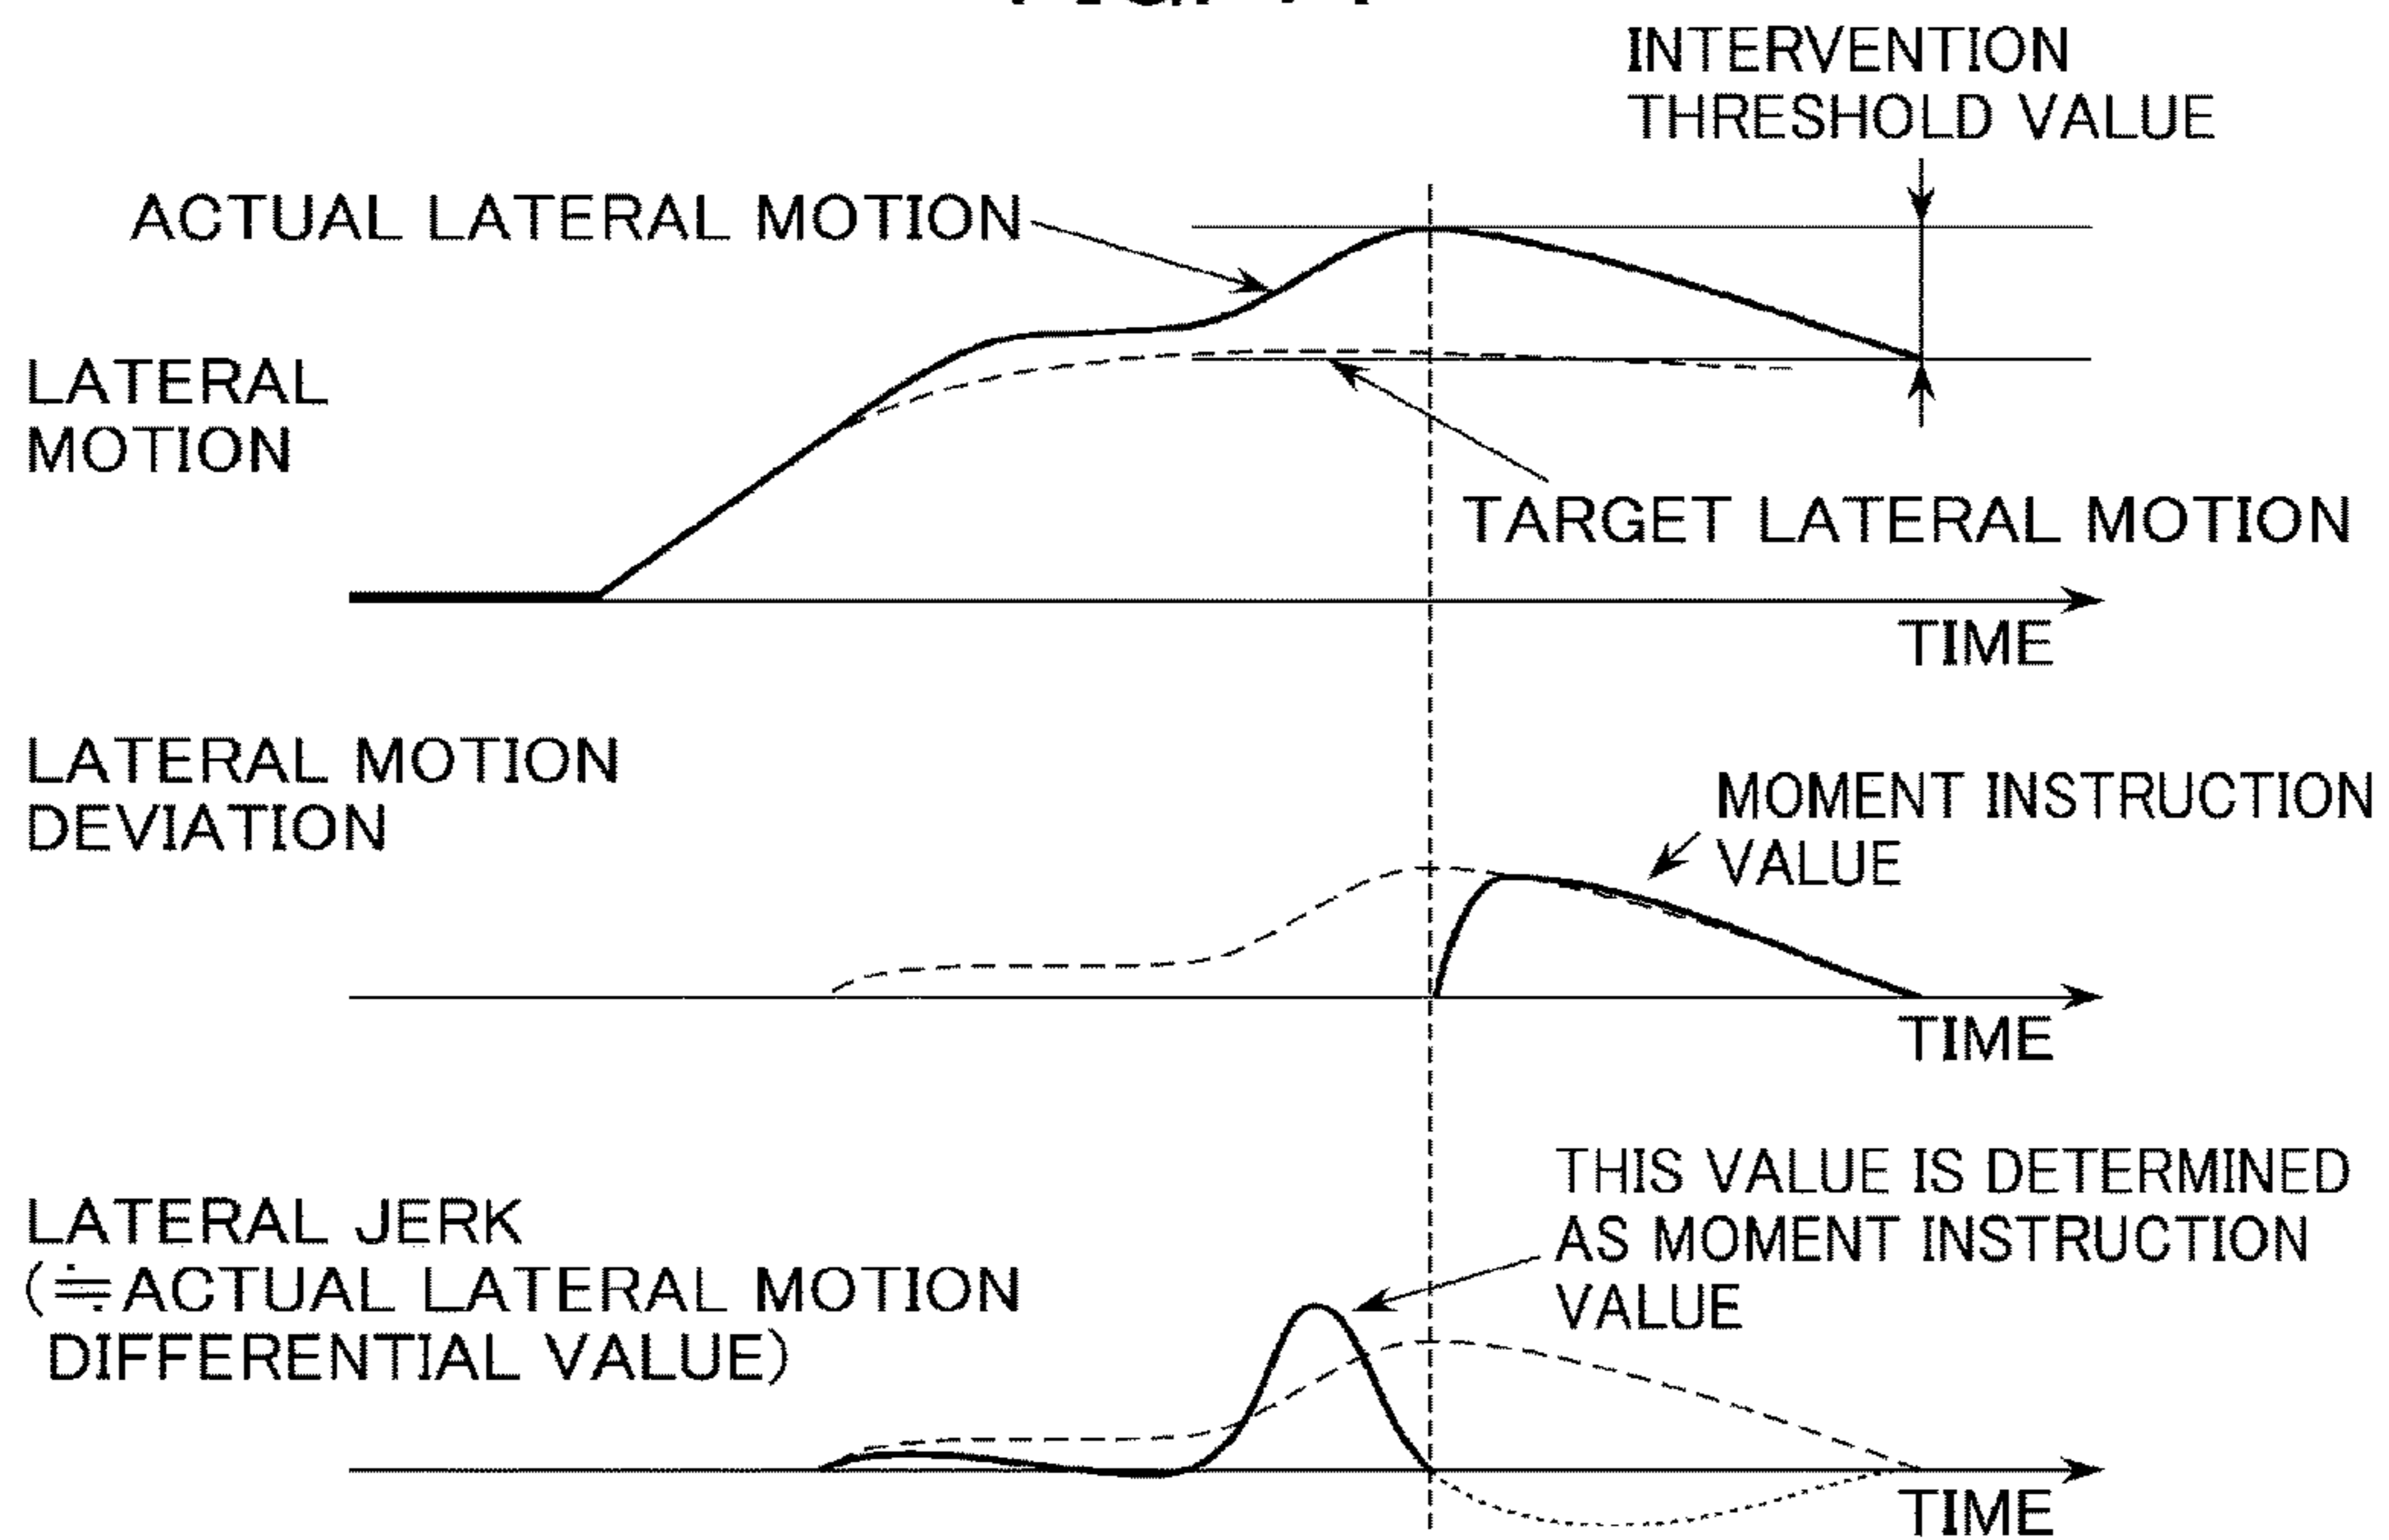 INTERVENTION
THRESHOLD VALUE
ACTUAL LATERAL MOTION
LATERAL
MOTION
TARGET LATERAL MOTION
TIME
LATERAL MOTION
DEVIATION
MOMENT INSTRUCTION
VALUE
TIME
THIS VALUE IS DETERMINED
AS MOMENT INSTRUCTION
VALUE
LATERAL JERK
(≒ACTUAL LATERAL MOTION
DIFFERENTIAL VALUE)
TIME